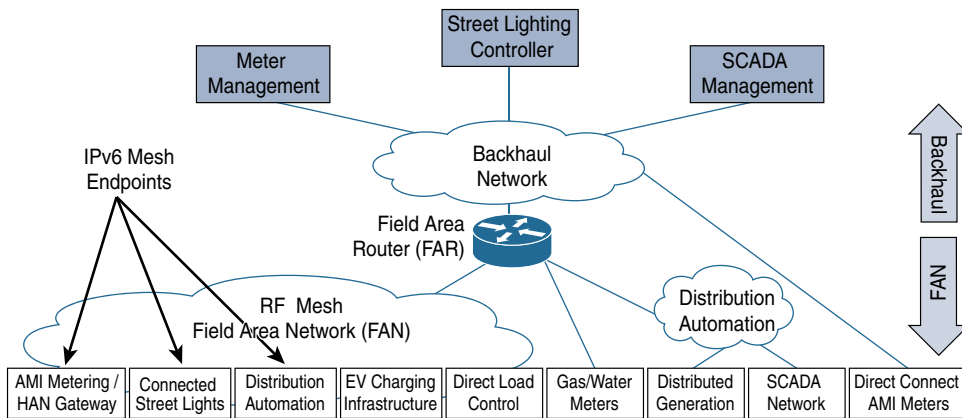 Street Lighting
Controller
Meter
Management
SCADA
Management
Backhaul
Network
Backhaul
IPv6 Mesh
Endpoints
Field Area
Router (FAR)
FAN
RF Mesh
Field Area Network (FAN)
Distribution
Automation
AMI Metering /
HAN Gateway
Connected
Street Lights
Distribution
Automation
EV Charging
Infrastructure
Direct Load
Control
Gas/Water
Meters
Distributed
Generation
SCADA
Network
Direct Connect
AMI Meters